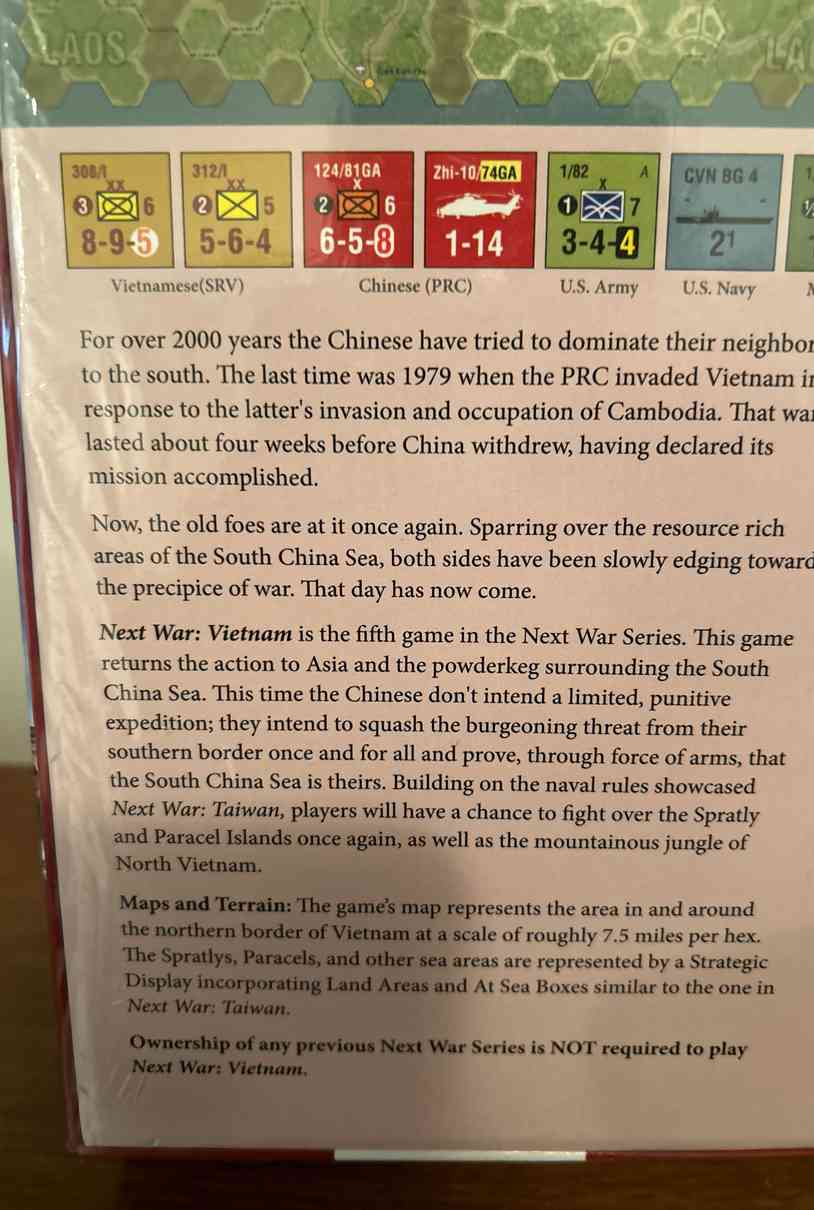 LAOS
308/I
XX
3 6
8-9-5
312/I
XX
2 5
5-6-4
124/81GA
X
2 6
6-5-8
Zhi-10/74GA
1-14
1/82 A
X
1 7
3-4-4
CVN BG 4
2¹
Vietnamese(SRV)
Chinese (PRC)
U.S. Army
U.S. Navy
For over 2000 years the Chinese have tried to dominate their neighbor
to the south. The last time was 1979 when the PRC invaded Vietnam in
response to the latter's invasion and occupation of Cambodia. That war
lasted about four weeks before China withdrew, having declared its
mission accomplished.
Now, the old foes are at it once again. Sparring over the resource rich
areas of the South China Sea, both sides have been slowly edging toward
the precipice of war. That day has now come.
Next War: Vietnam is the fifth game in the Next War Series. This game
returns the action to Asia and the powderkeg surrounding the South
China Sea. This time the Chinese don't intend a limited, punitive
expedition; they intend to squash the burgeoning threat from their
southern border once and for all and prove, through force of arms, that
the South China Sea is theirs. Building on the naval rules showcased
Next War: Taiwan, players will have a chance to fight over the Spratly
and Paracel Islands once again, as well as the mountainous jungle of
North Vietnam.
Maps and Terrain: The game's map represents the area in and around
the northern border of Vietnam at a scale of roughly 7.5 miles per hex.
The Spratlys, Paracels, and other sea areas are represented by a Strategic
Display incorporating Land Areas and At Sea Boxes similar to the one in
Next War: Taiwan.
Ownership of any previous Next War Series is NOT required to play
Next War: Vietnam.